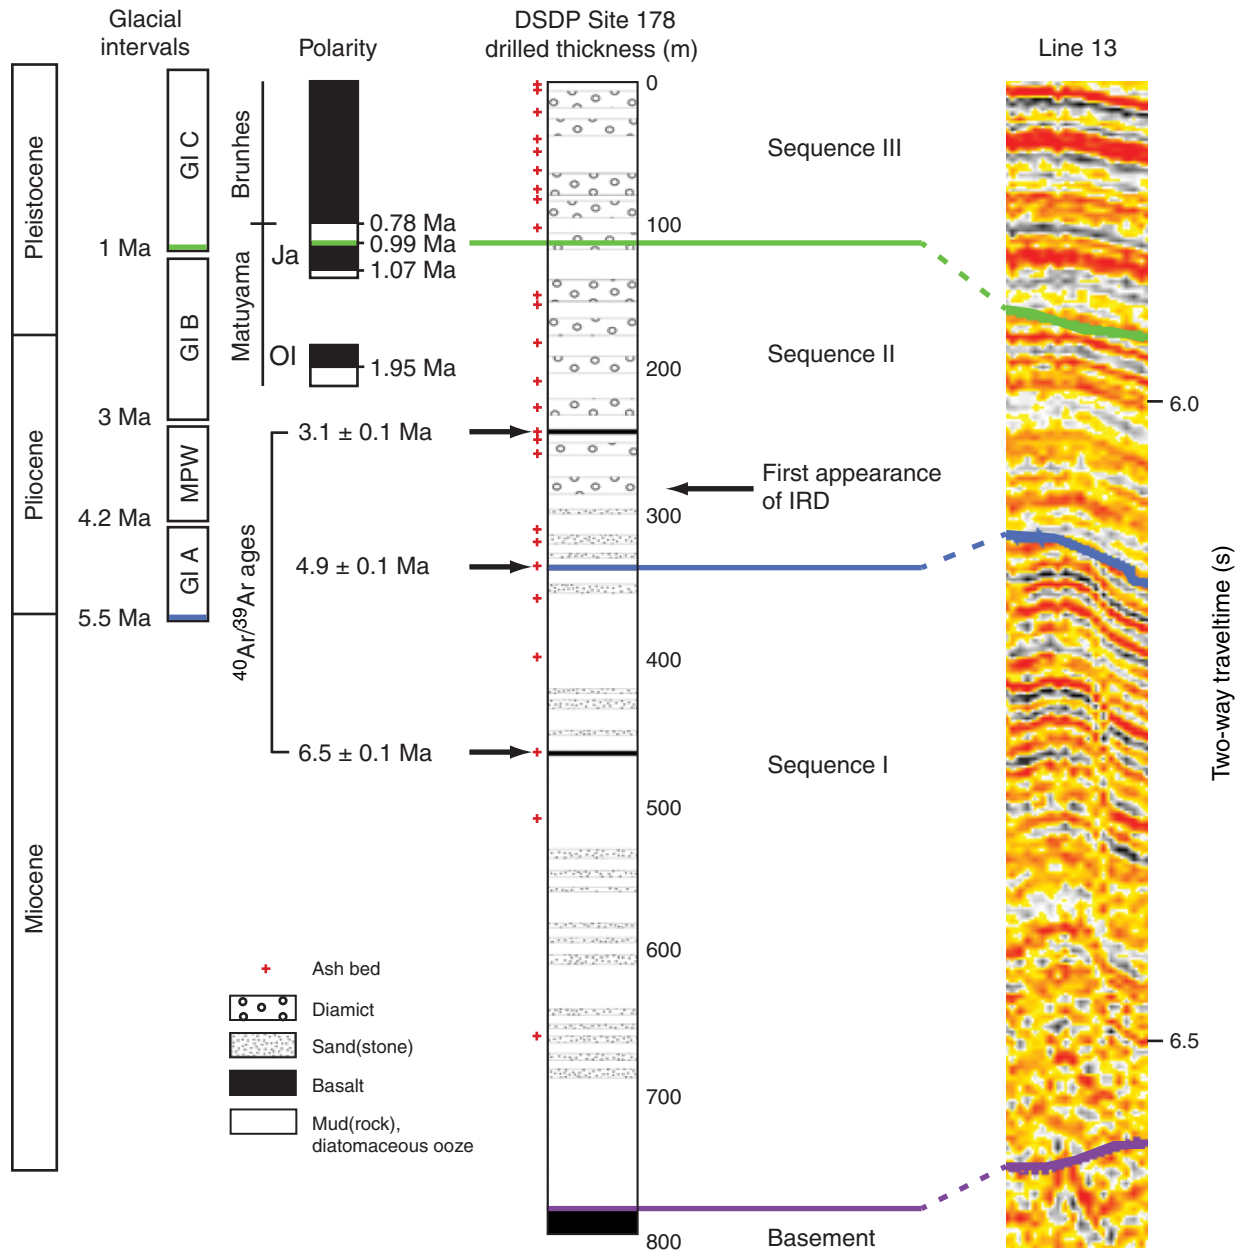 Glacial
intervals
Polarity
DSDP Site 178
drilled thickness (m)
Line 13
Pleistocene
Pliocene
Miocene
GI C
GI B
MPW
GI A
1 Ma
3 Ma
4.2 Ma
5.5 Ma
Brunhes
Matuyama
Ja
Ol
0.78 Ma
0.99 Ma
1.07 Ma
1.95 Ma
40Ar/39Ar ages
3.1 ± 0.1 Ma
4.9 ± 0.1 Ma
6.5 ± 0.1 Ma
0
100
200
300
400
500
600
700
800
Sequence III
Sequence II
First appearance
of IRD
Sequence I
Basement
6.0
6.5
Two-way traveltime (s)
Ash bed
Diamict
Sand(stone)
Basalt
Mud(rock),
diatomaceous ooze